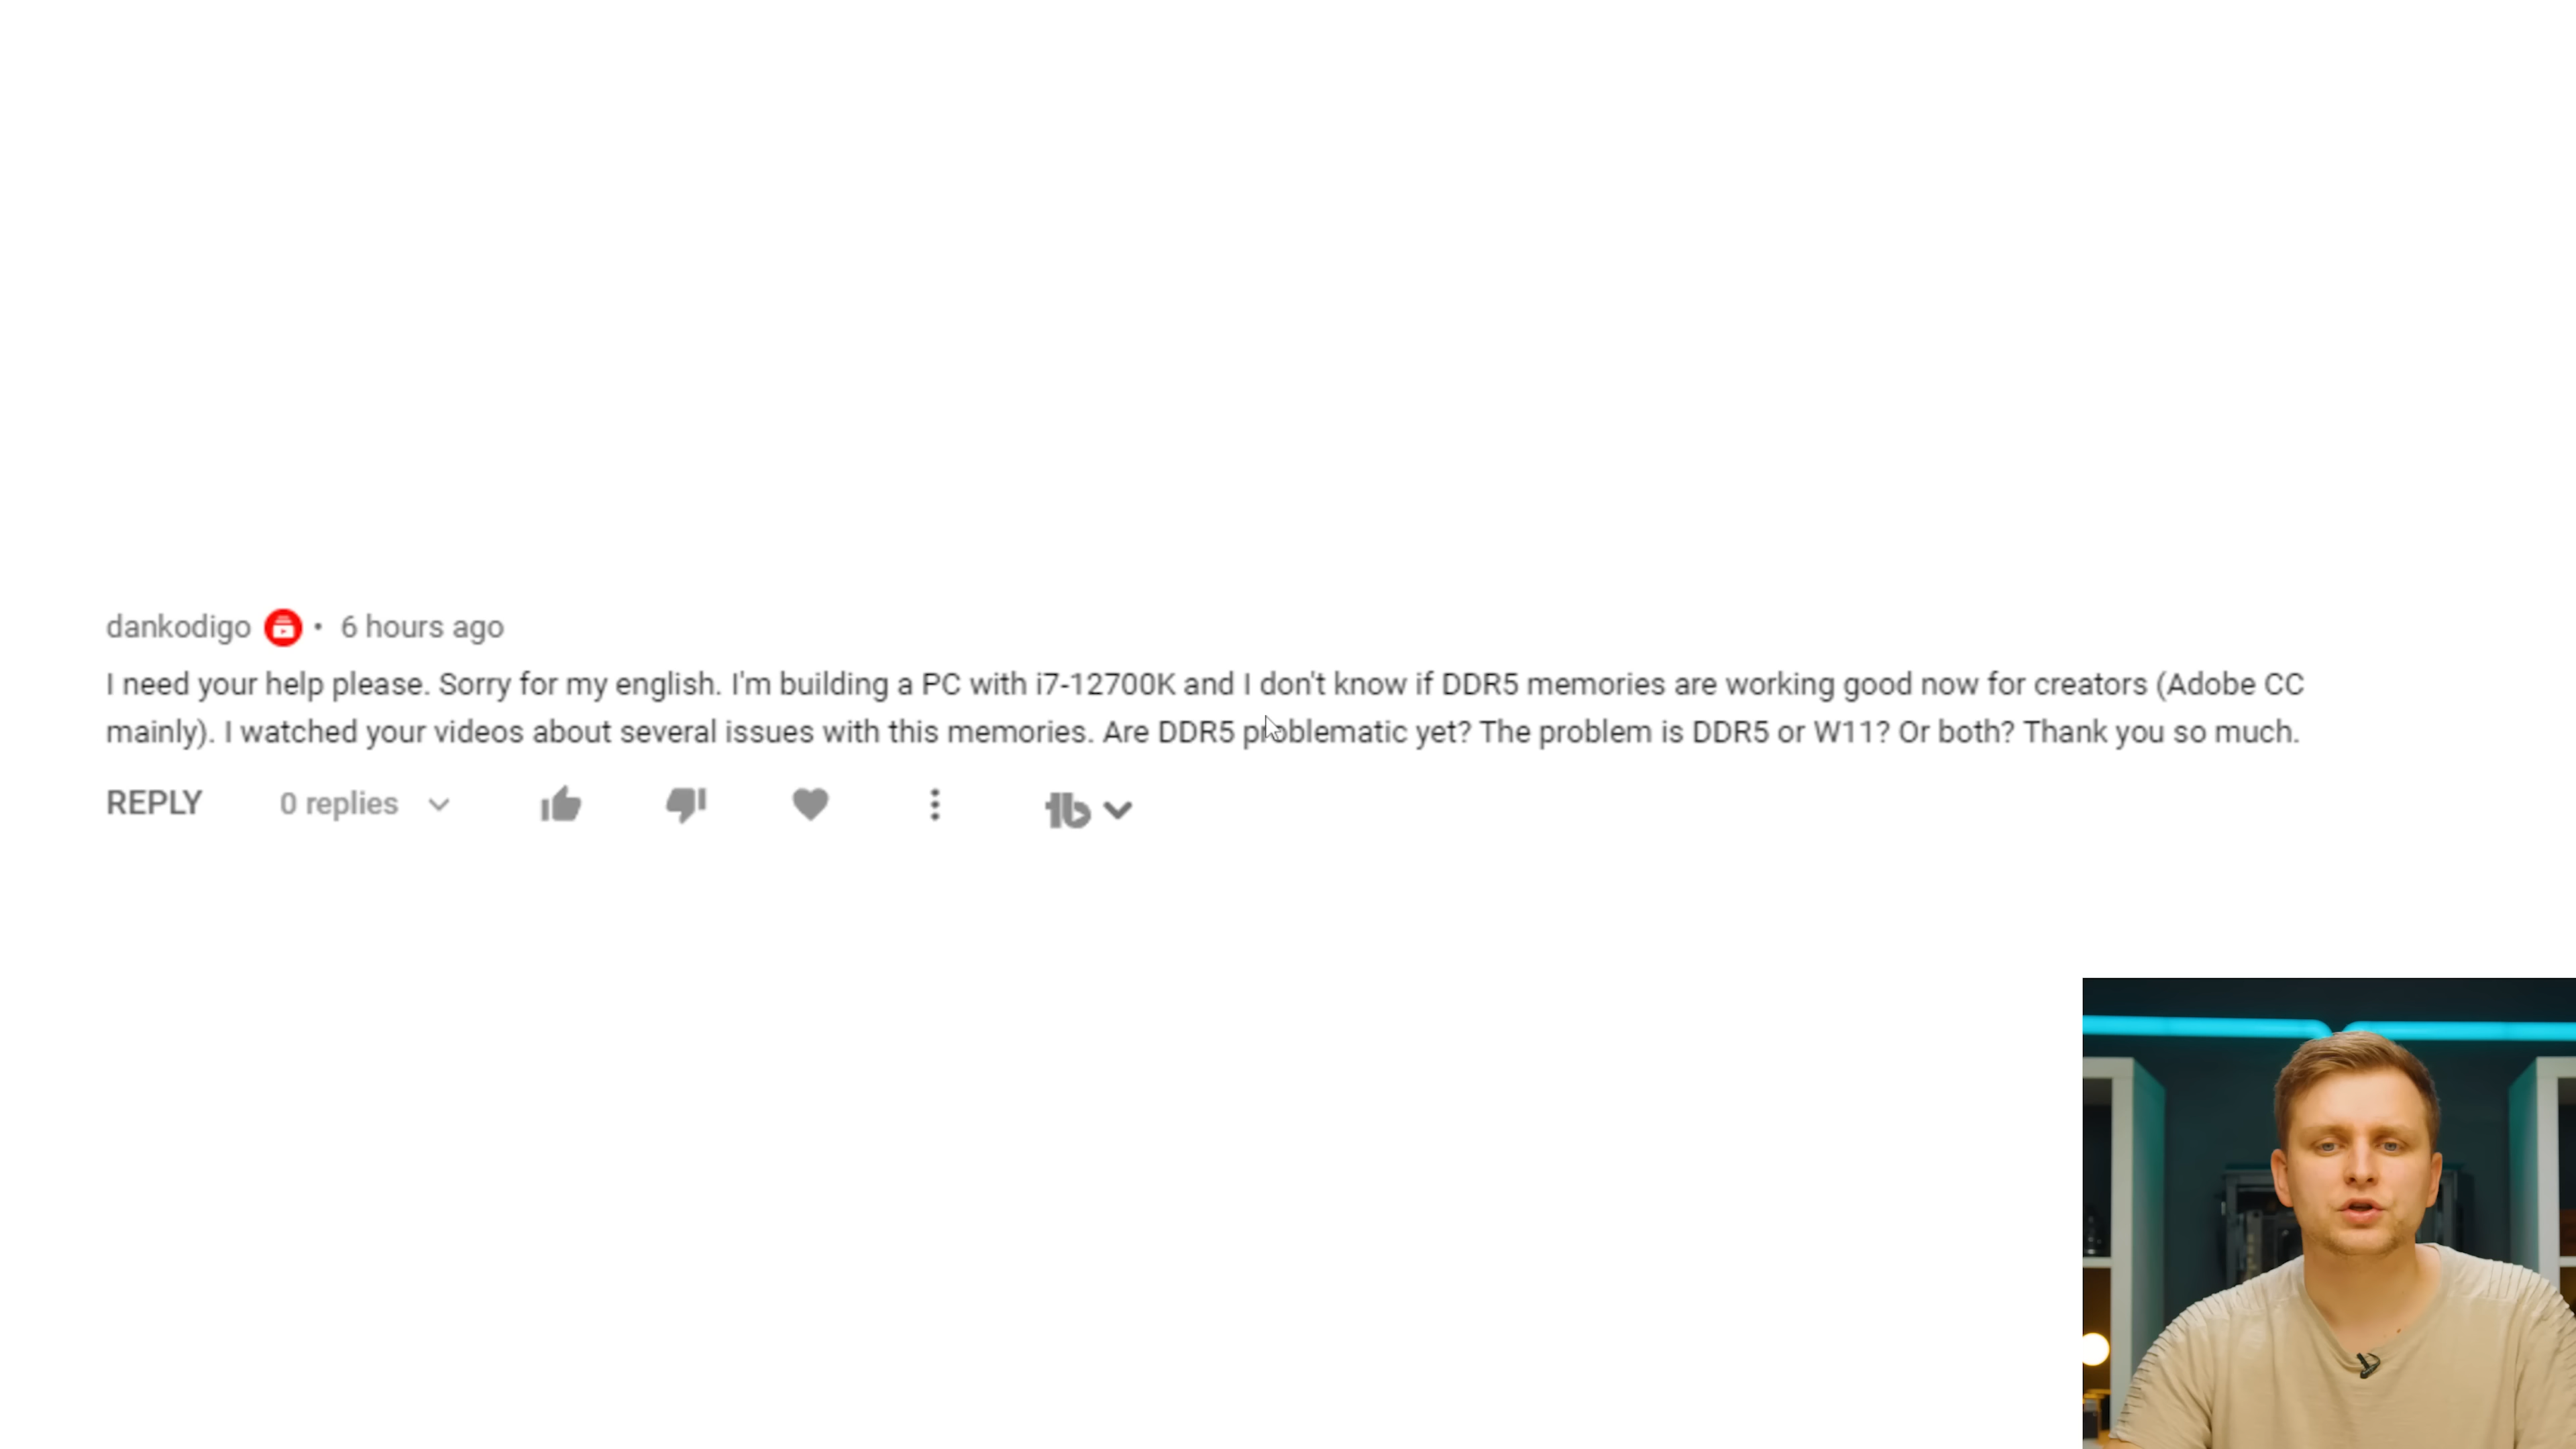 dankodigo • 6 hours ago
I need your help please. Sorry for my english. I'm building a PC with i7-12700K and I don't know if DDR5 memories are working good now for creators (Adobe CC
mainly). I watched your videos about several issues with this memories. Are DDR5 problematic yet? The problem is DDR5 or W11? Or both? Thank you so much.
REPLY 0 replies